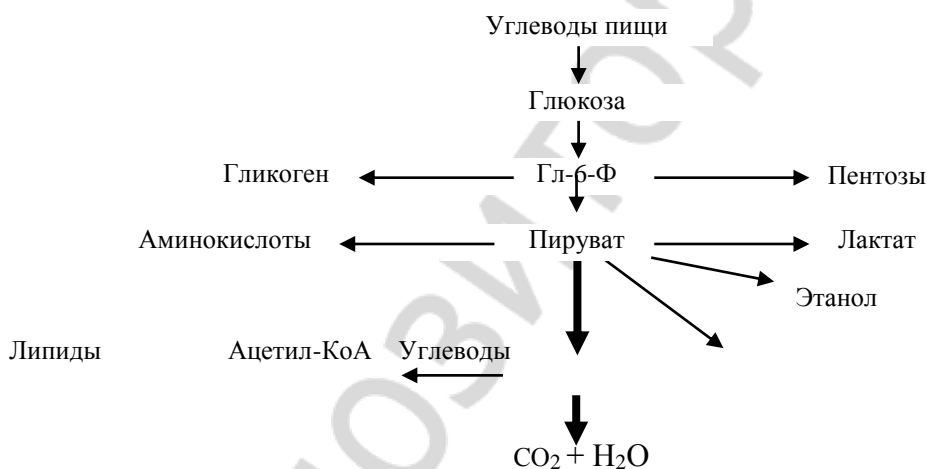 Углеводы пищи
Глюкоза
Гликоген Гл-6-Ф Пентозы
Аминокислоты Пируват Лактат
Этанол
Липиды Ацетил-КоА Углеводы
CO₂ + H₂O